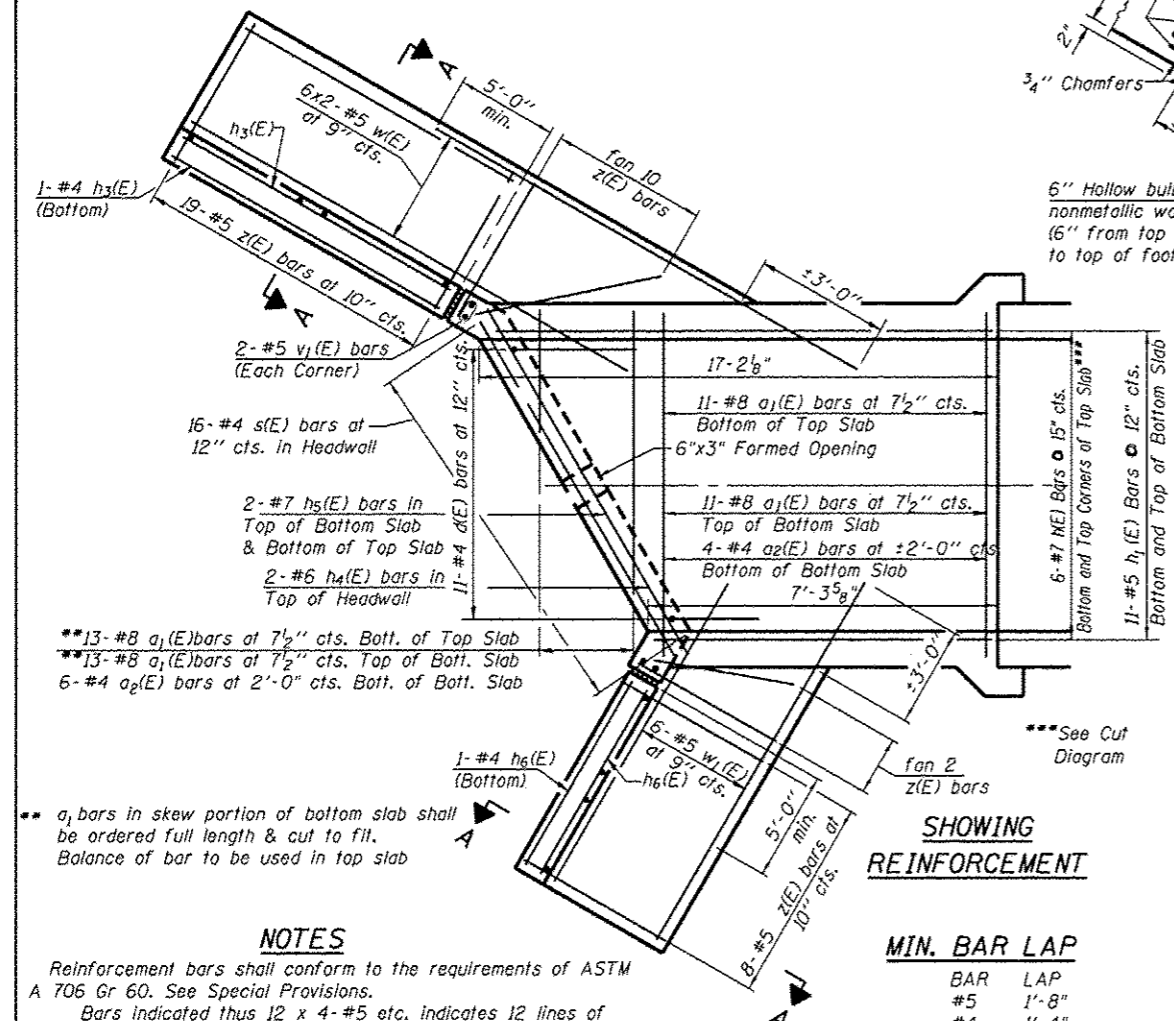 2"
3/4" Chamfers
A
5'-0"
min.
6x2-#5 w(E)
at 9" cts.
h3(E)
fan 10
z(E) bars
1-#4 h3(E)
(Bottom)
19-#5 z(E) bars at 10" cts.
A
6" Hollow
nonmetallic
(6" from top
to top of
±3'-0"
2-#5 v1(E) bars
(Each Corner)
17-2 1/8"
11-#8 a1(E) bars at 7 1/2" cts.
Bottom of Top Slab
16-#4 s(E) bars at
12" cts. in Headwall
6"x3" Formed Opening
11-#4 d(E) bars at 12" cts.
2-#7 h5(E) bars in
Top of Bottom Slab
& Bottom of Top Slab
11-#8 a1(E) bars at 7 1/2" cts.
Top of Bottom Slab
4-#4 a2(E) bars at ±2'-0" cts
Bottom of Bottom Slab
7'-3 5/8"
2-#6 h4(E) bars in
Top of Headwall
6-#7 h(E) Bars @ 15" cts.
Bottom and Top Corners of Top Slab***
11-#5 h1(E) Bars @ 12" cts.
Bottom and Top of Bottom Slab
**13-#8 a1(E)bars at 7 1/2" cts. Bott. of Top Slab
**13-#8 a1(E)bars at 7 1/2" cts. Top of Bott. Slab
6-#4 a2(E) bars at 2'-0" cts. Bott. of Bott. Slab
±3'-0"
***See Cut
Diagram
1-#4 h6(E)
(Bottom)
6-#5 w1(E)
at 9" cts.
h6(E)
fan 2
z(E) bars
5'-0"
min.
8-#5 z(E) bars at
10" cts.
A
** a1 bars in skew portion of bottom slab shall
be ordered full length & cut to fit.
Balance of bar to be used in top slab
SHOWING
REINFORCEMENT
A
NOTES
Reinforcement bars shall conform to the requirements of ASTM
A 706 Gr 60. See Special Provisions.
Bars indicated thus 12 x 4-#5 etc. indicates 12 lines of
MIN. BAR LAP
BAR LAP
#5 1'-8"